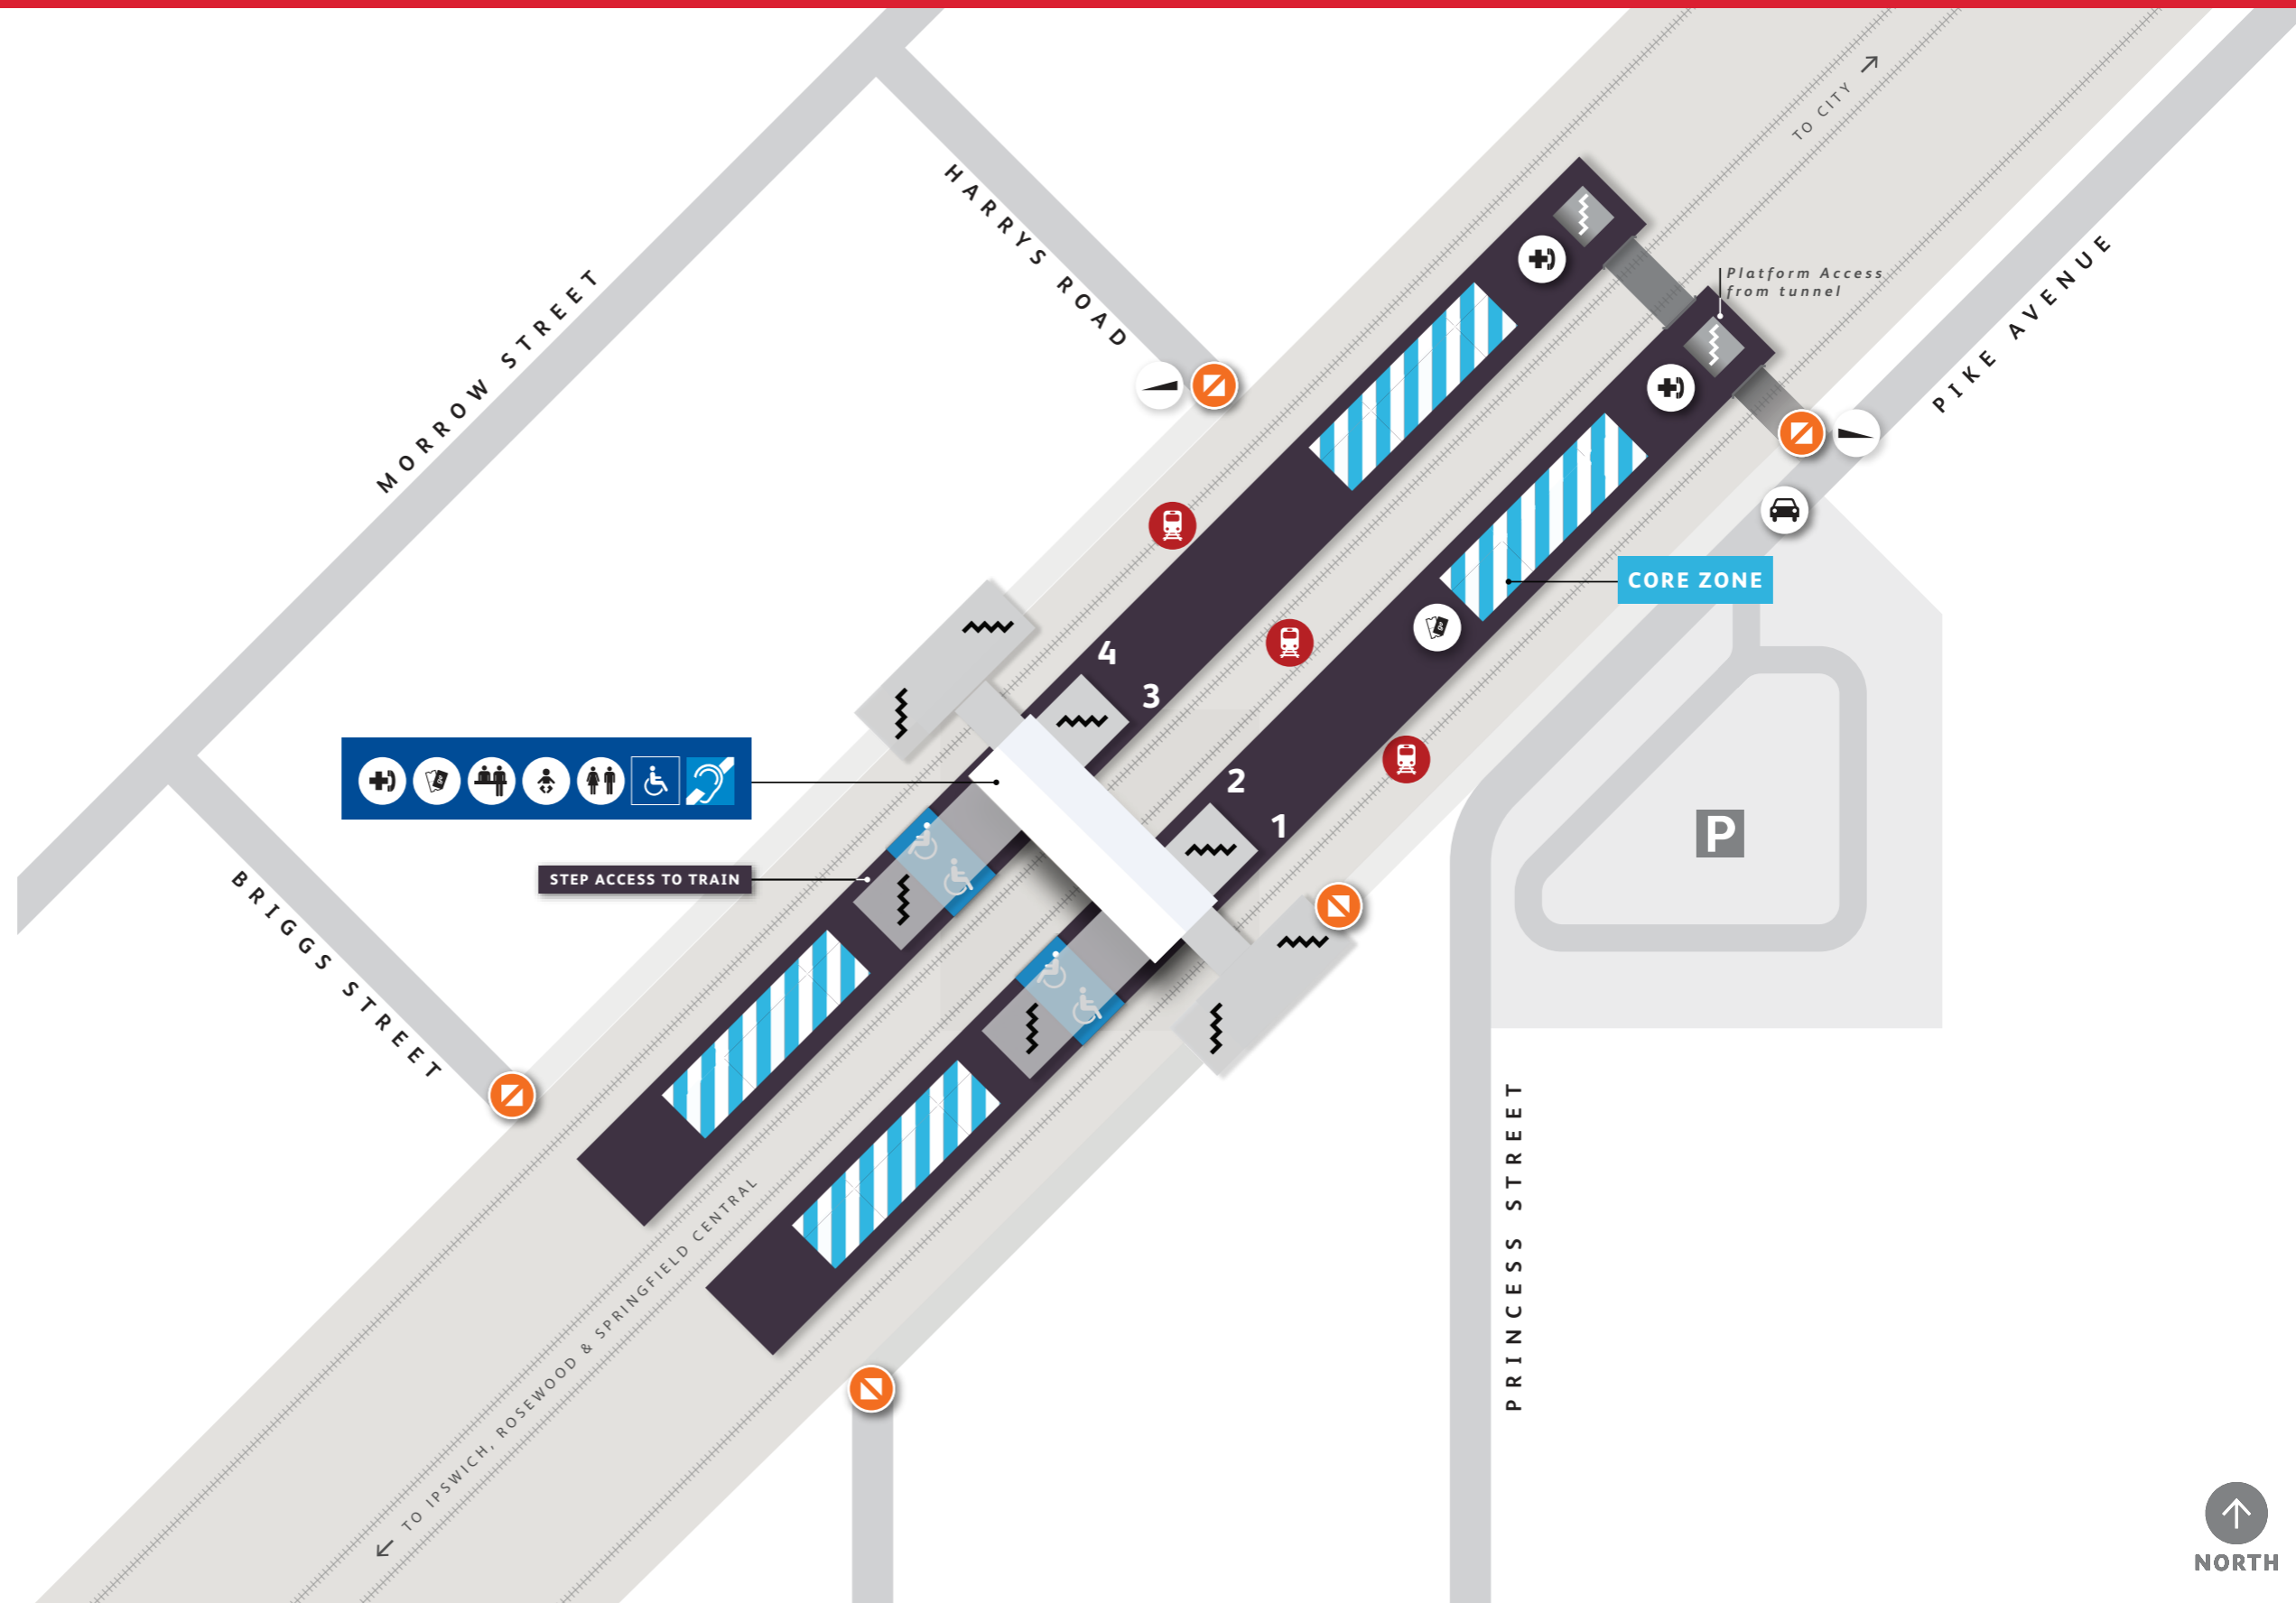 TO CITY
HARRYS ROAD
Platform Access
from tunnel
PIKE AVENUE
MORROW STREET
CORE ZONE
4
3
2
1
P
STEP ACCESS TO TRAIN
BRIGGS STREET
TO IPSWICH, ROSEWOOD & SPRINGFIELD CENTRAL
PRINCESS STREET
NORTH